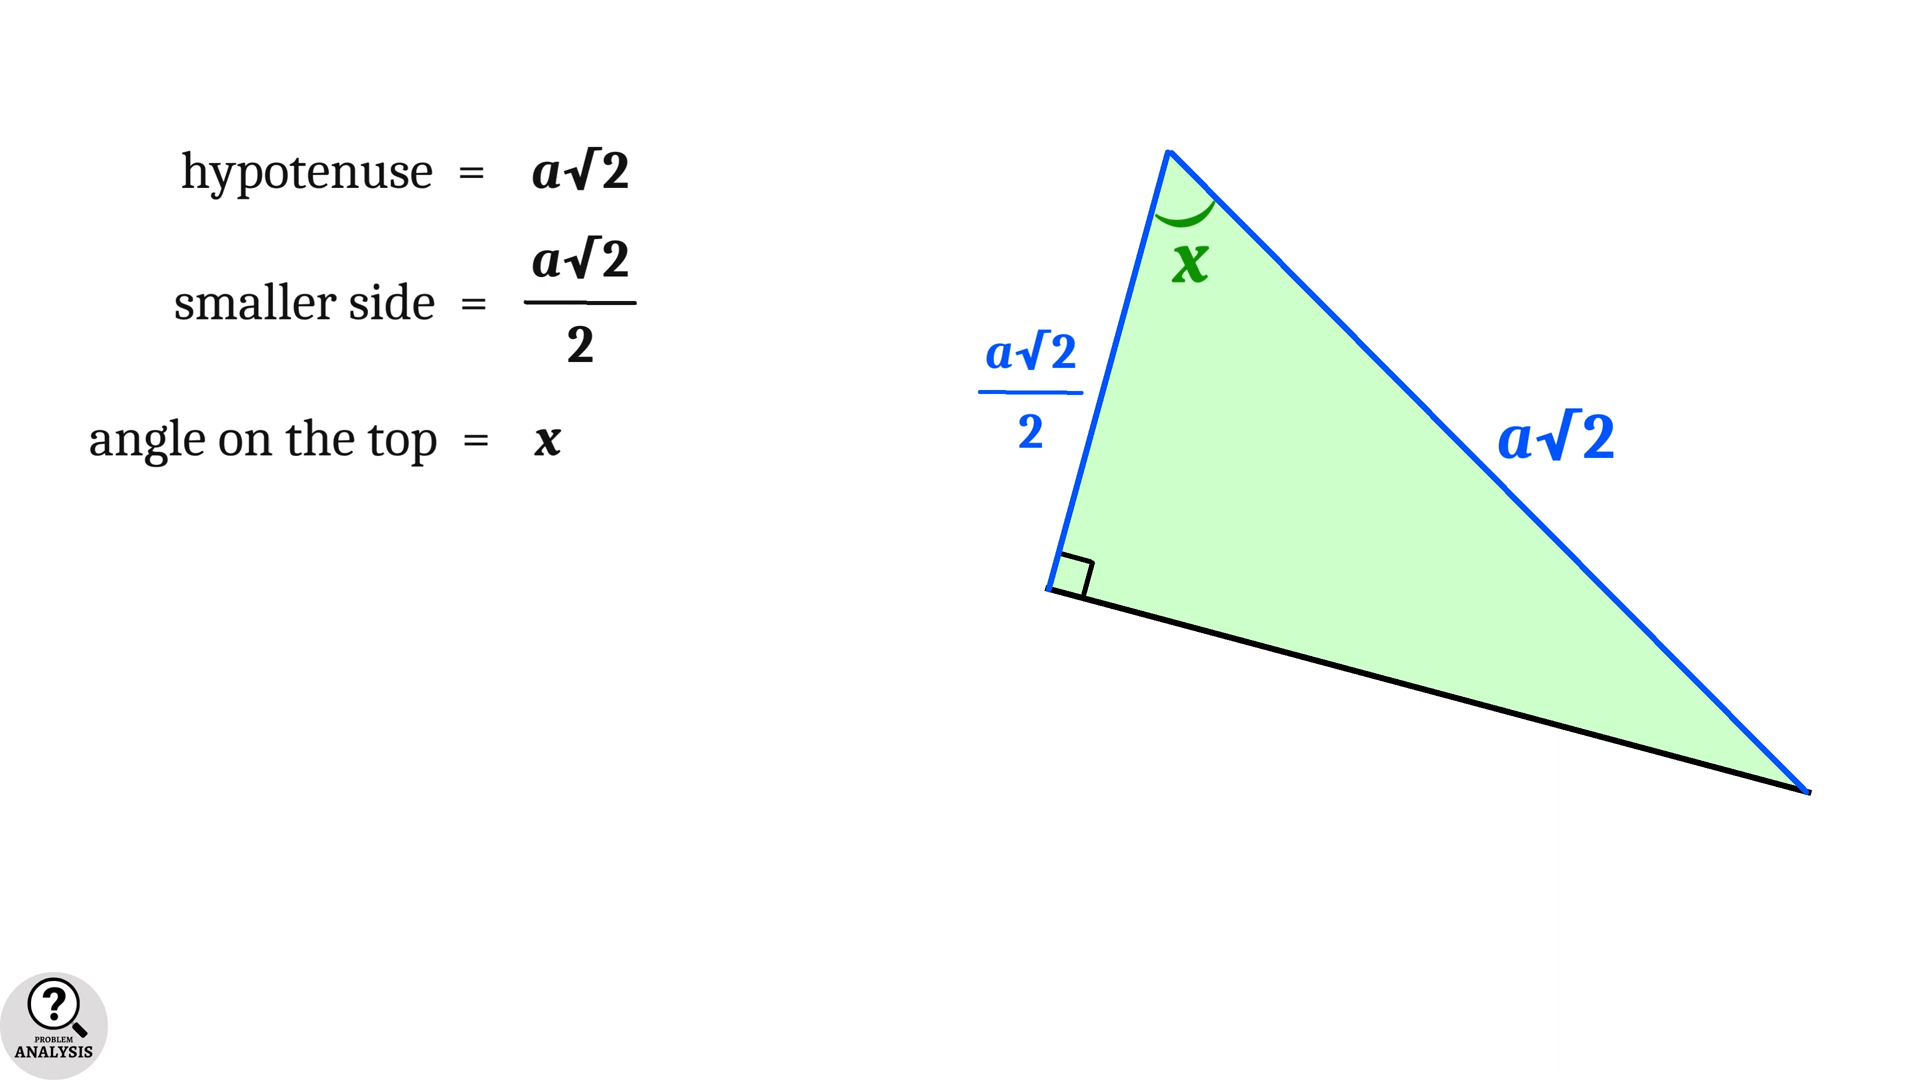 hypotenuse = a√2
smaller side = a√2
2
angle on the top = x
x
a√2
2
a√2
?
PROBLEM
ANALYSIS